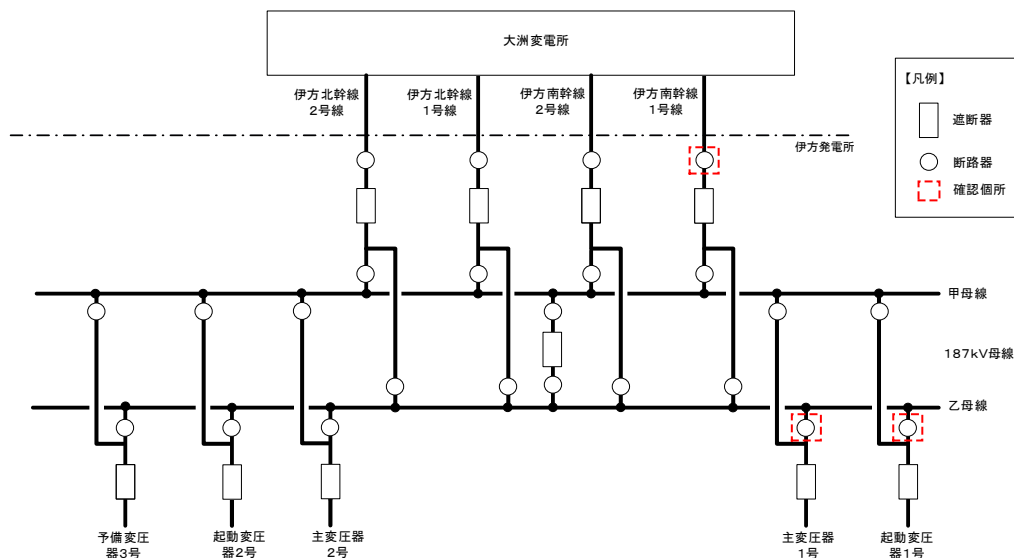 大洲変電所
伊方北幹線
2号線
伊方北幹線
1号線
伊方南幹線
2号線
伊方南幹線
1号線
伊方発電所
【凡例】
遮断器
断路器
確認個所
甲母線
187kV母線
乙母線
予備変圧
器3号
起動変圧
器2号
主変圧器
2号
主変圧器
1号
起動変圧
器1号